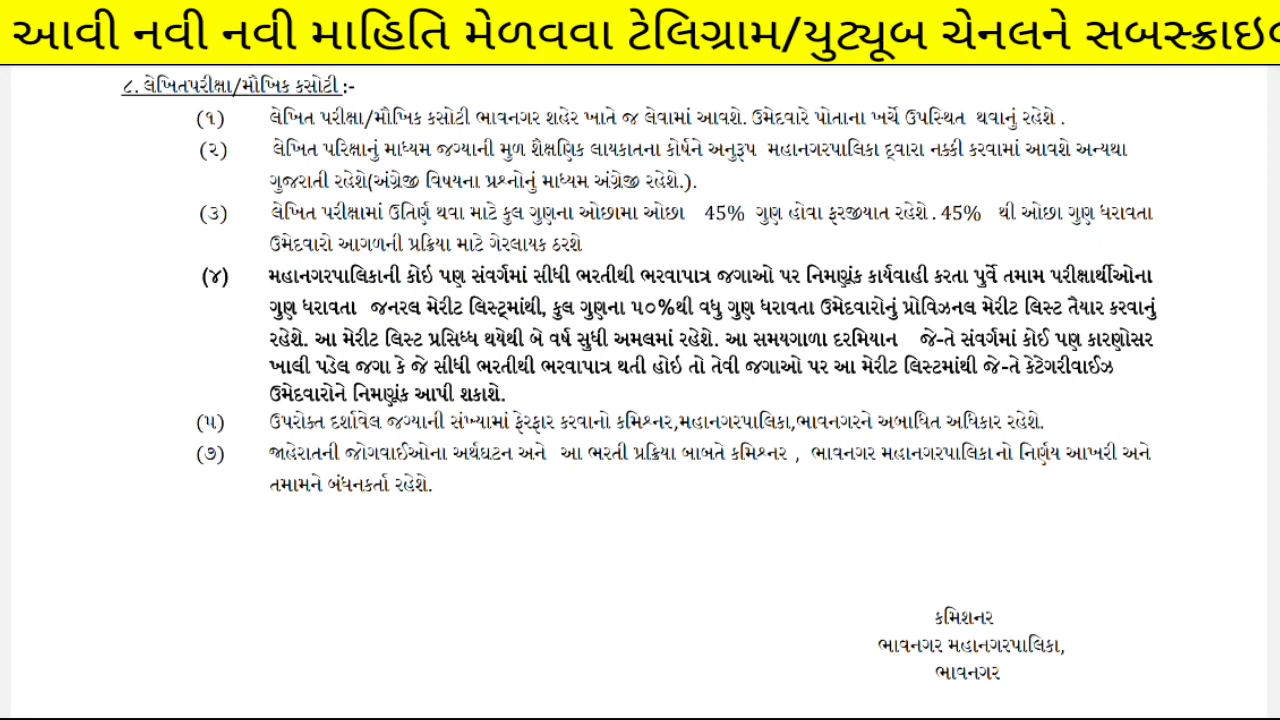 આવી નવી નવી માહિતિ મેળવવા ટેલિગ્રામ/યુટ્યૂબ ચેનલને સબસ્ક્રાઇબ
૮. લેખિતપરીક્ષા/મૌખિક કસોટી :-
(૧) લેખિત પરીક્ષા/મૌખિક કસોટી ભાવનગર શહેર ખાતે જ લેવામાં આવશે. ઉમેદવારે પોતાના ખર્ચે ઉપસ્થિત થવાનું રહેશે .
(૨) લેખિત પરિક્ષાનું માધ્યમ જગ્યાની મુળ શૈક્ષણિક લાયકાતના કોર્ષને અનુરૂપ મહાનગરપાલિકા દ્વારા નક્કી કરવામાં આવશે અન્યથા
ગુજરાતી રહેશે(અંગ્રેજી વિષયના પ્રશ્નોનું માધ્યમ અંગ્રેજી રહેશે.).
(૩) લેખિત પરીક્ષામાં ઉતિર્ણ થવા માટે કુલ ગુણના ઓછામા ઓછા 45% ગુણ હોવા ફરજીયાત રહેશે . 45% થી ઓછા ગુણ ધરાવતા
ઉમેદવારો આગળની પ્રક્રિયા માટે ગેરલાયક ઠરશે
(૪) મહાનગરપાલિકાની કોઇ પણ સંવર્ગમાં સીધી ભરતીથી ભરવાપાત્ર જગાઓ પર નિમણૂંક કાર્યવાહી કરતા પુર્વે તમામ પરીક્ષાર્થીઓના
ગુણ ધરાવતા જનરલ મેરીટ લિસ્ટ્માંથી, કુલ ગુણના ૫૦%થી વધુ ગુણ ધરાવતા ઉમેદવારોનું પ્રોવિઝનલ મેરીટ લિસ્ટ તૈયાર કરવાનું
રહેશે. આ મેરીટ લિસ્ટ પ્રસિધ્ધ થયેથી બે વર્ષ સુધી અમલમાં રહેશે. આ સમયગાળા દરમિયાન જે-તે સંવર્ગમાં કોઈ પણ કારણોસર
ખાલી પડેલ જગા કે જે સીધી ભરતીથી ભરવાપાત્ર થતી હોઇ તો તેવી જગાઓ પર આ મેરીટ લિસ્ટમાંથી જે-તે કેટેગરીવાઈઝ
ઉમેદવારોને નિમણૂંક આપી શકાશે.
(૫) ઉપરોક્ત દર્શાવેલ જગ્યાની સંખ્યામાં ફેરફાર કરવાનો કમિશ્નર,મહાનગરપાલિકા,ભાવનગરને અબાધિત અધિકાર રહેશે.
(૭) જાહેરાતની જોગવાઈઓના અર્થઘટન અને આ ભરતી પ્રક્રિયા બાબતે કમિશ્નર , ભાવનગર મહાનગરપાલિકા નો નિર્ણય આખરી અને
તમામને બંધનકર્તા રહેશે.
કમિશનર
ભાવનગર મહાનગરપાલિકા,
ભાવનગર